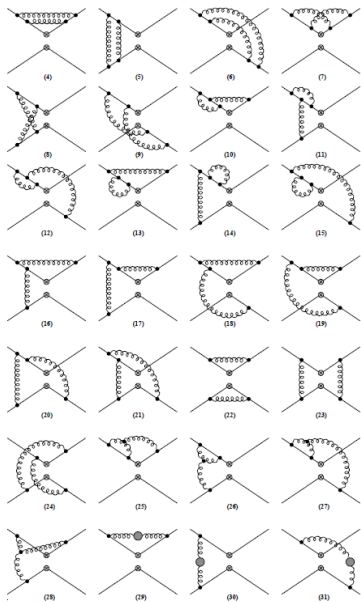 (4) (5) (6) (7)
(8) (9) (10) (11)
(12) (13) (14) (15)
(16) (17) (18) (19)
(20) (21) (22) (23)
(24) (25) (26) (27)
(28) (29) (30) (31)